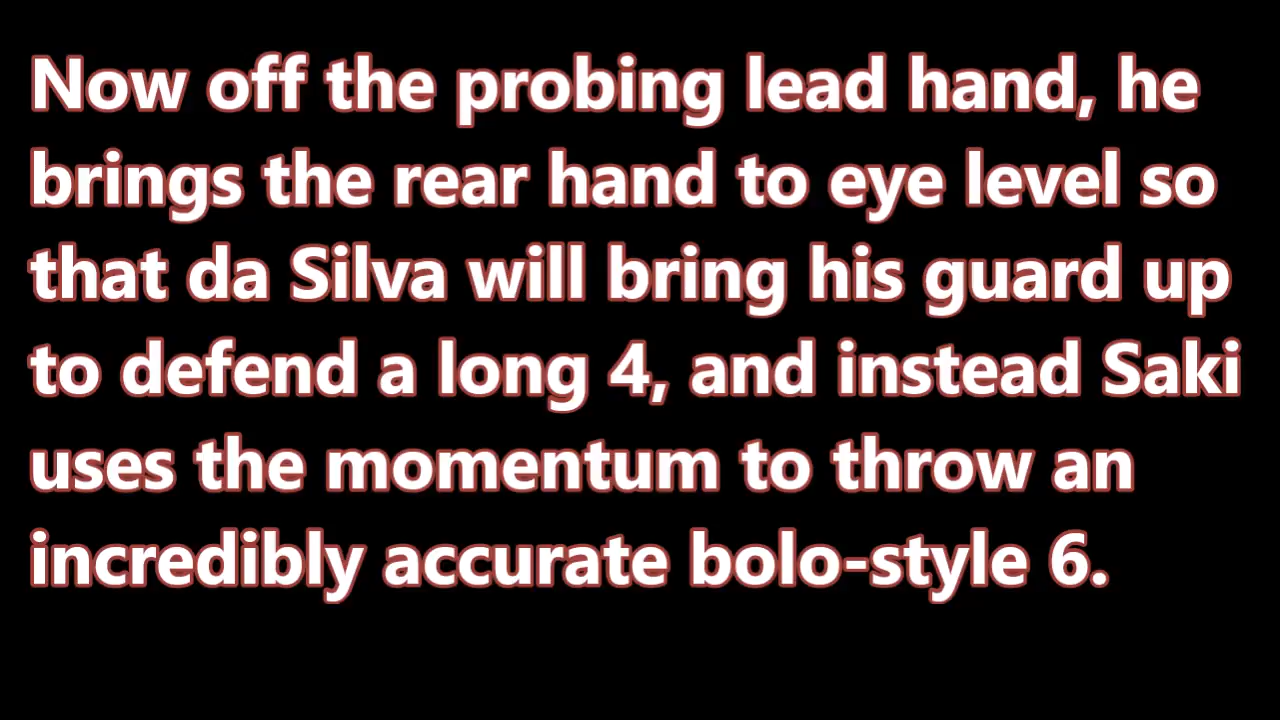 Now off the probing lead hand, he
brings the rear hand to eye level so
that da Silva will bring his guard up
to defend a long 4, and instead Saki
uses the momentum to throw an
incredibly accurate bolo-style 6.